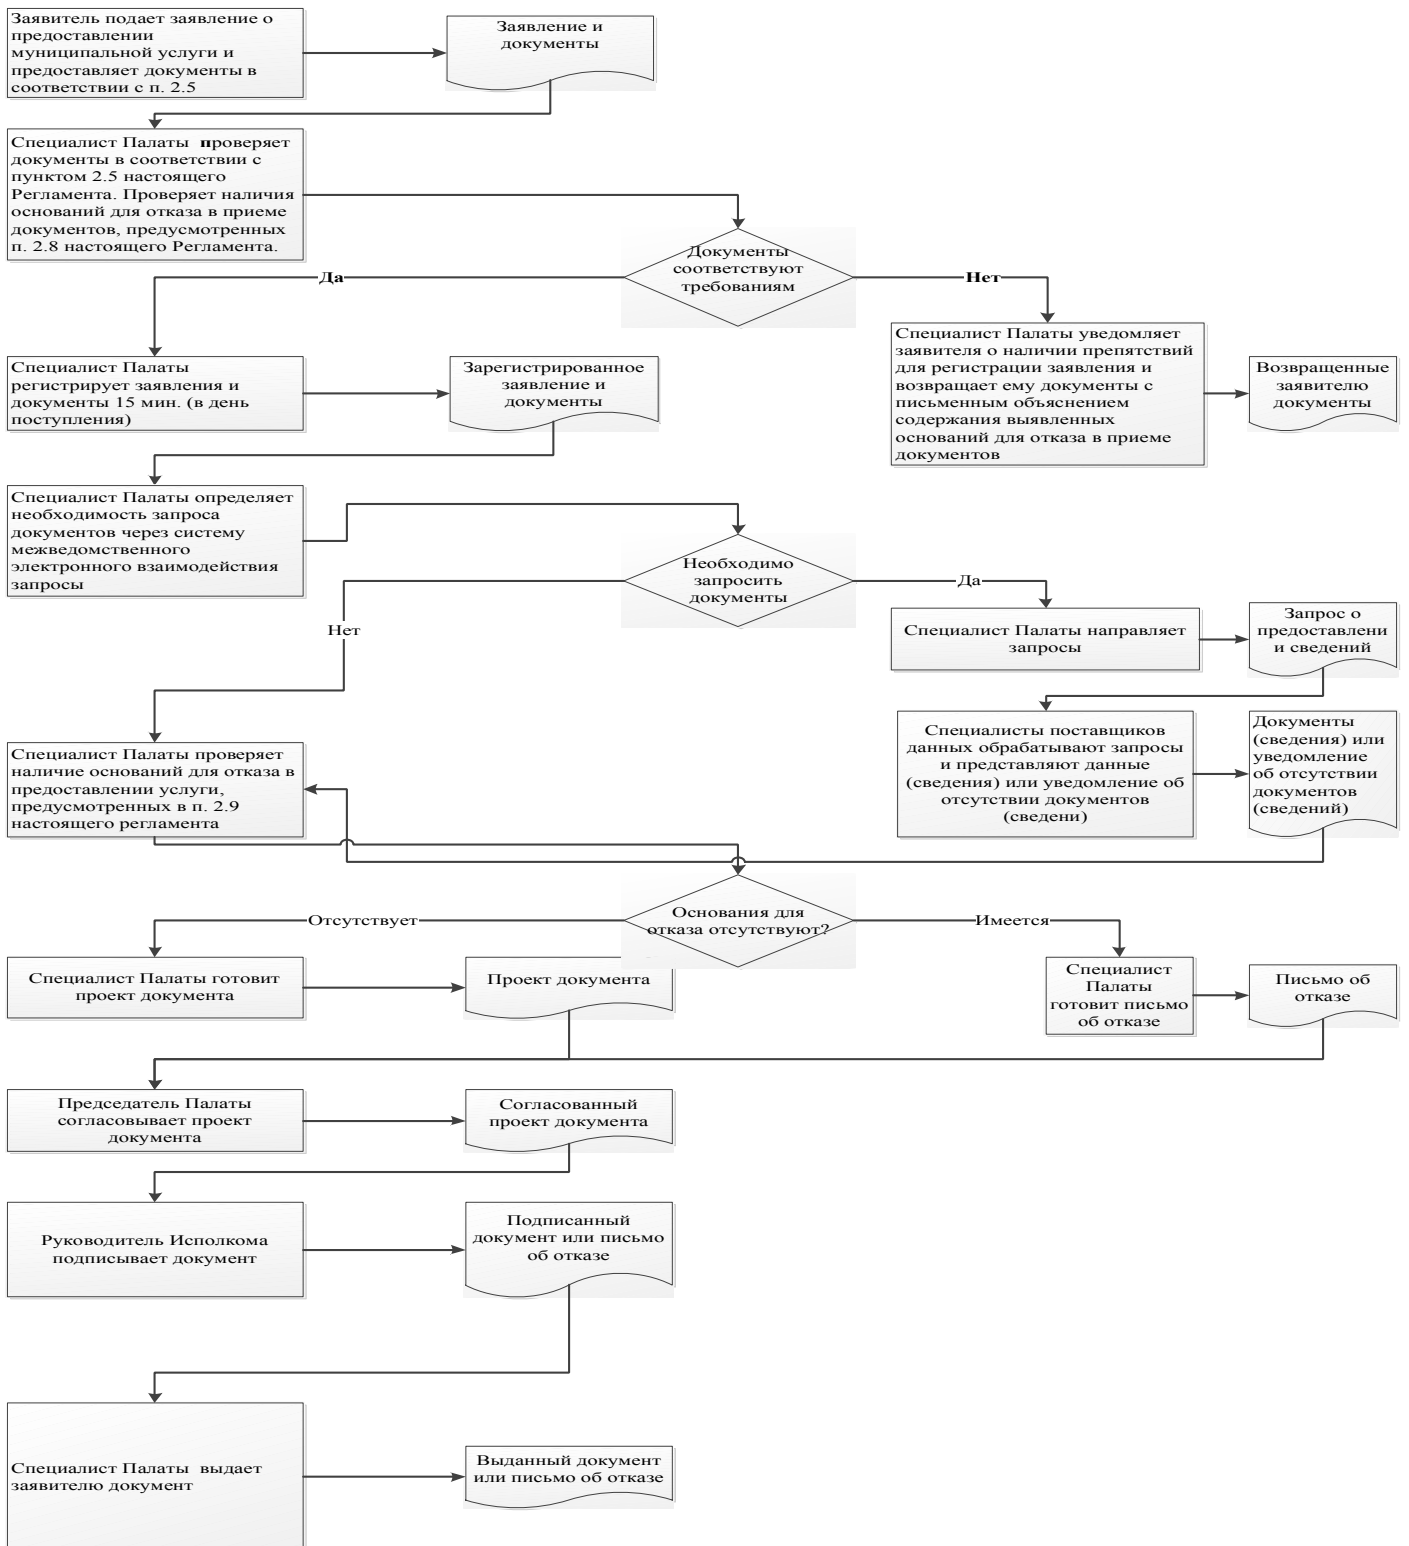 Заявитель подает заявление о
предоставлении
муниципальной услуги и
предоставляет документы в
соответствии с п. 2.5
Заявление и
документы
Специалист Палаты проверяет
документы в соответствии с
пунктом 2.5 настоящего
Регламента. Проверяет наличия
оснований для отказа в приеме
документов, предусмотренных
п. 2.8 настоящего Регламента.
Документы
соответствуют
требованиям
Да
Нет
Специалист Палаты
регистрирует заявления и
документы 15 мин. (в день
поступления)
Зарегистрированное
заявление и
документы
Специалист Палаты уведомляет
заявителя о наличии препятствий
для регистрации заявления и
возвращает ему документы с
письменным объяснением
содержания выявленных
оснований для отказа в приеме
документов
Возвращенные
заявителю
документы
Специалист Палаты определяет
необходимость запроса
документов через систему
межведомственного
электронного взаимодействия
запросы
Необходимо
запросить
документы
Да
Нет
Специалист Палаты направляет
запросы
Запрос о
предоставлени
и сведений
Специалист Палаты проверяет
наличие оснований для отказа в
предоставлении услуги,
предусмотренных в п. 2.9
настоящего регламента
Специалисты поставщиков
данных обрабатывают запросы
и представляют данные
(сведения) или уведомление об
отсутствии документов
(сведени)
Документы
(сведения) или
уведомление
об отсутствии
документов
(сведений)
Основания для
отказа отсутствуют?
Отсутствует
Имеется
Специалист Палаты готовит
проект документа
Проект документа
Специалист
Палаты
готовит письмо
об отказе
Письмо об
отказе
Председатель Палаты
согласовывает проект
документа
Согласованный
проект документа
Руководитель Исполкома
подписывает документ
Подписанный
документ или письмо
об отказе
Специалист Палаты выдает
заявителю документ
Выданный документ
или письмо об отказе